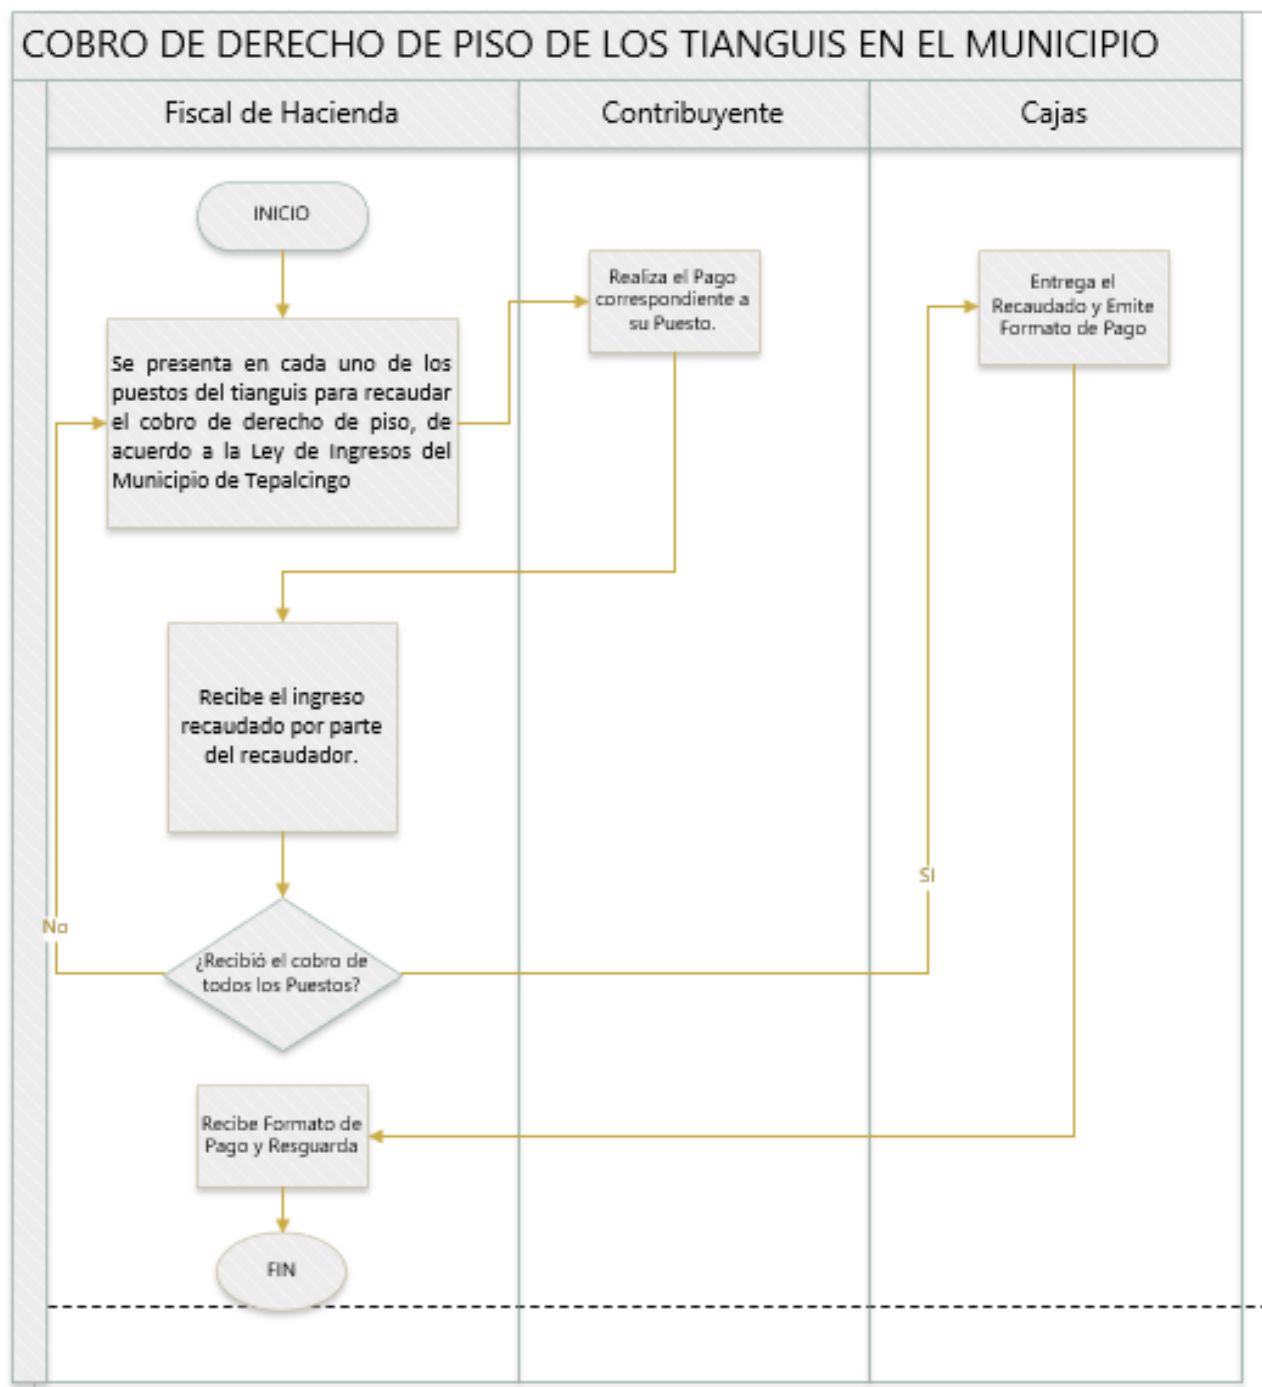 COBRO DE DERECHO DE PISO DE LOS TIANGUIS EN EL MUNICIPIO
Fiscal de Hacienda
Contribuyente
Cajas
INICIO
Se presenta en cada uno de los
puestos del tianguis para recaudar
el cobro de derecho de piso, de
acuerdo a la Ley de Ingresos del
Municipio de Tepalcingo
Realiza el Pago
correspondiente a
su Puesto.
Entrega el
Recaudado y Emite
Formato de Pago
Recibe el ingreso
recaudado por parte
del recaudador.
SI
No
¿Recibió el cobro de
todos los Puestos?
Recibe Formato de
Pago y Resguarda
FIN